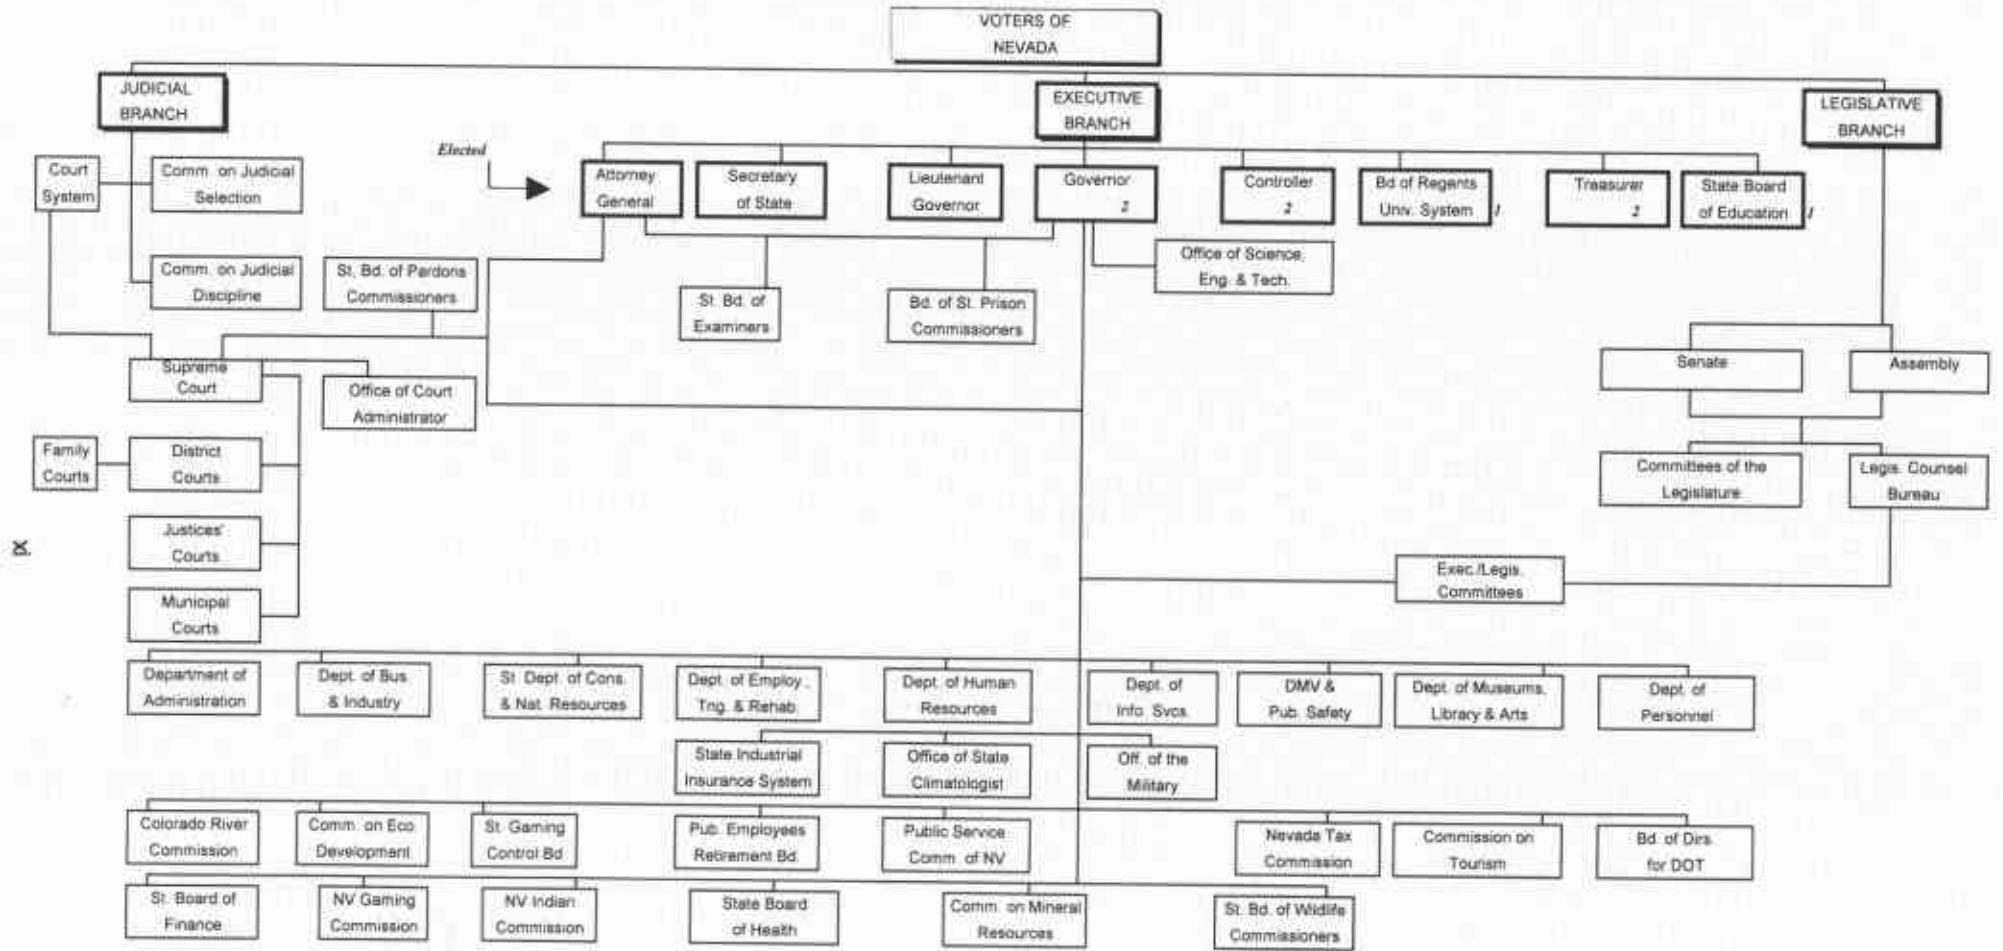 VOTERS OF
NEVADA
JUDICIAL
BRANCH
EXECUTIVE
BRANCH
LEGISLATIVE
BRANCH
Elected
Court
System
Comm. on Judicial
Selection
Attorney
General
Secretary
of State
Lieutenant
Governor
Governor
2
Controller
2
Bd of Regents
Univ. System 1
Treasurer
2
State Board
of Education 1
Comm. on Judicial
Discipline
St. Bd. of Pardons
Commissioners
St. Bd. of
Examiners
Bd. of St. Prison
Commissioners
Office of Science,
Eng. & Tech.
Supreme
Court
Office of Court
Administrator
Senate
Assembly
Family
Courts
District
Courts
Committees of the
Legislature
Legis. Counsel
Bureau
Justices'
Courts
Exec./Legis.
Committees
Municipal
Courts
ix
Department of
Administration
Dept. of Bus.
& Industry
St. Dept. of Cons.
& Nat. Resources
Dept. of Employ.,
Tng. & Rehab.
Dept. of Human
Resources
Dept. of
Info. Svcs.
DMV &
Pub. Safety
Dept. of Museums,
Library & Arts
Dept. of
Personnel
State Industrial
Insurance System
Office of State
Climatologist
Off. of the
Military
Colorado River
Commission
Comm. on Eco
Development
St. Gaming
Control Bd
Pub. Employees
Retirement Bd.
Public Service
Comm. of NV
Nevada Tax
Commission
Commission on
Tourism
Bd. of Dirs.
for DOT
St. Board of
Finance
NV Gaming
Commission
NV Indian
Commission
State Board
of Health
Comm. on Mineral
Resources
St. Bd. of Wildlife
Commissioners